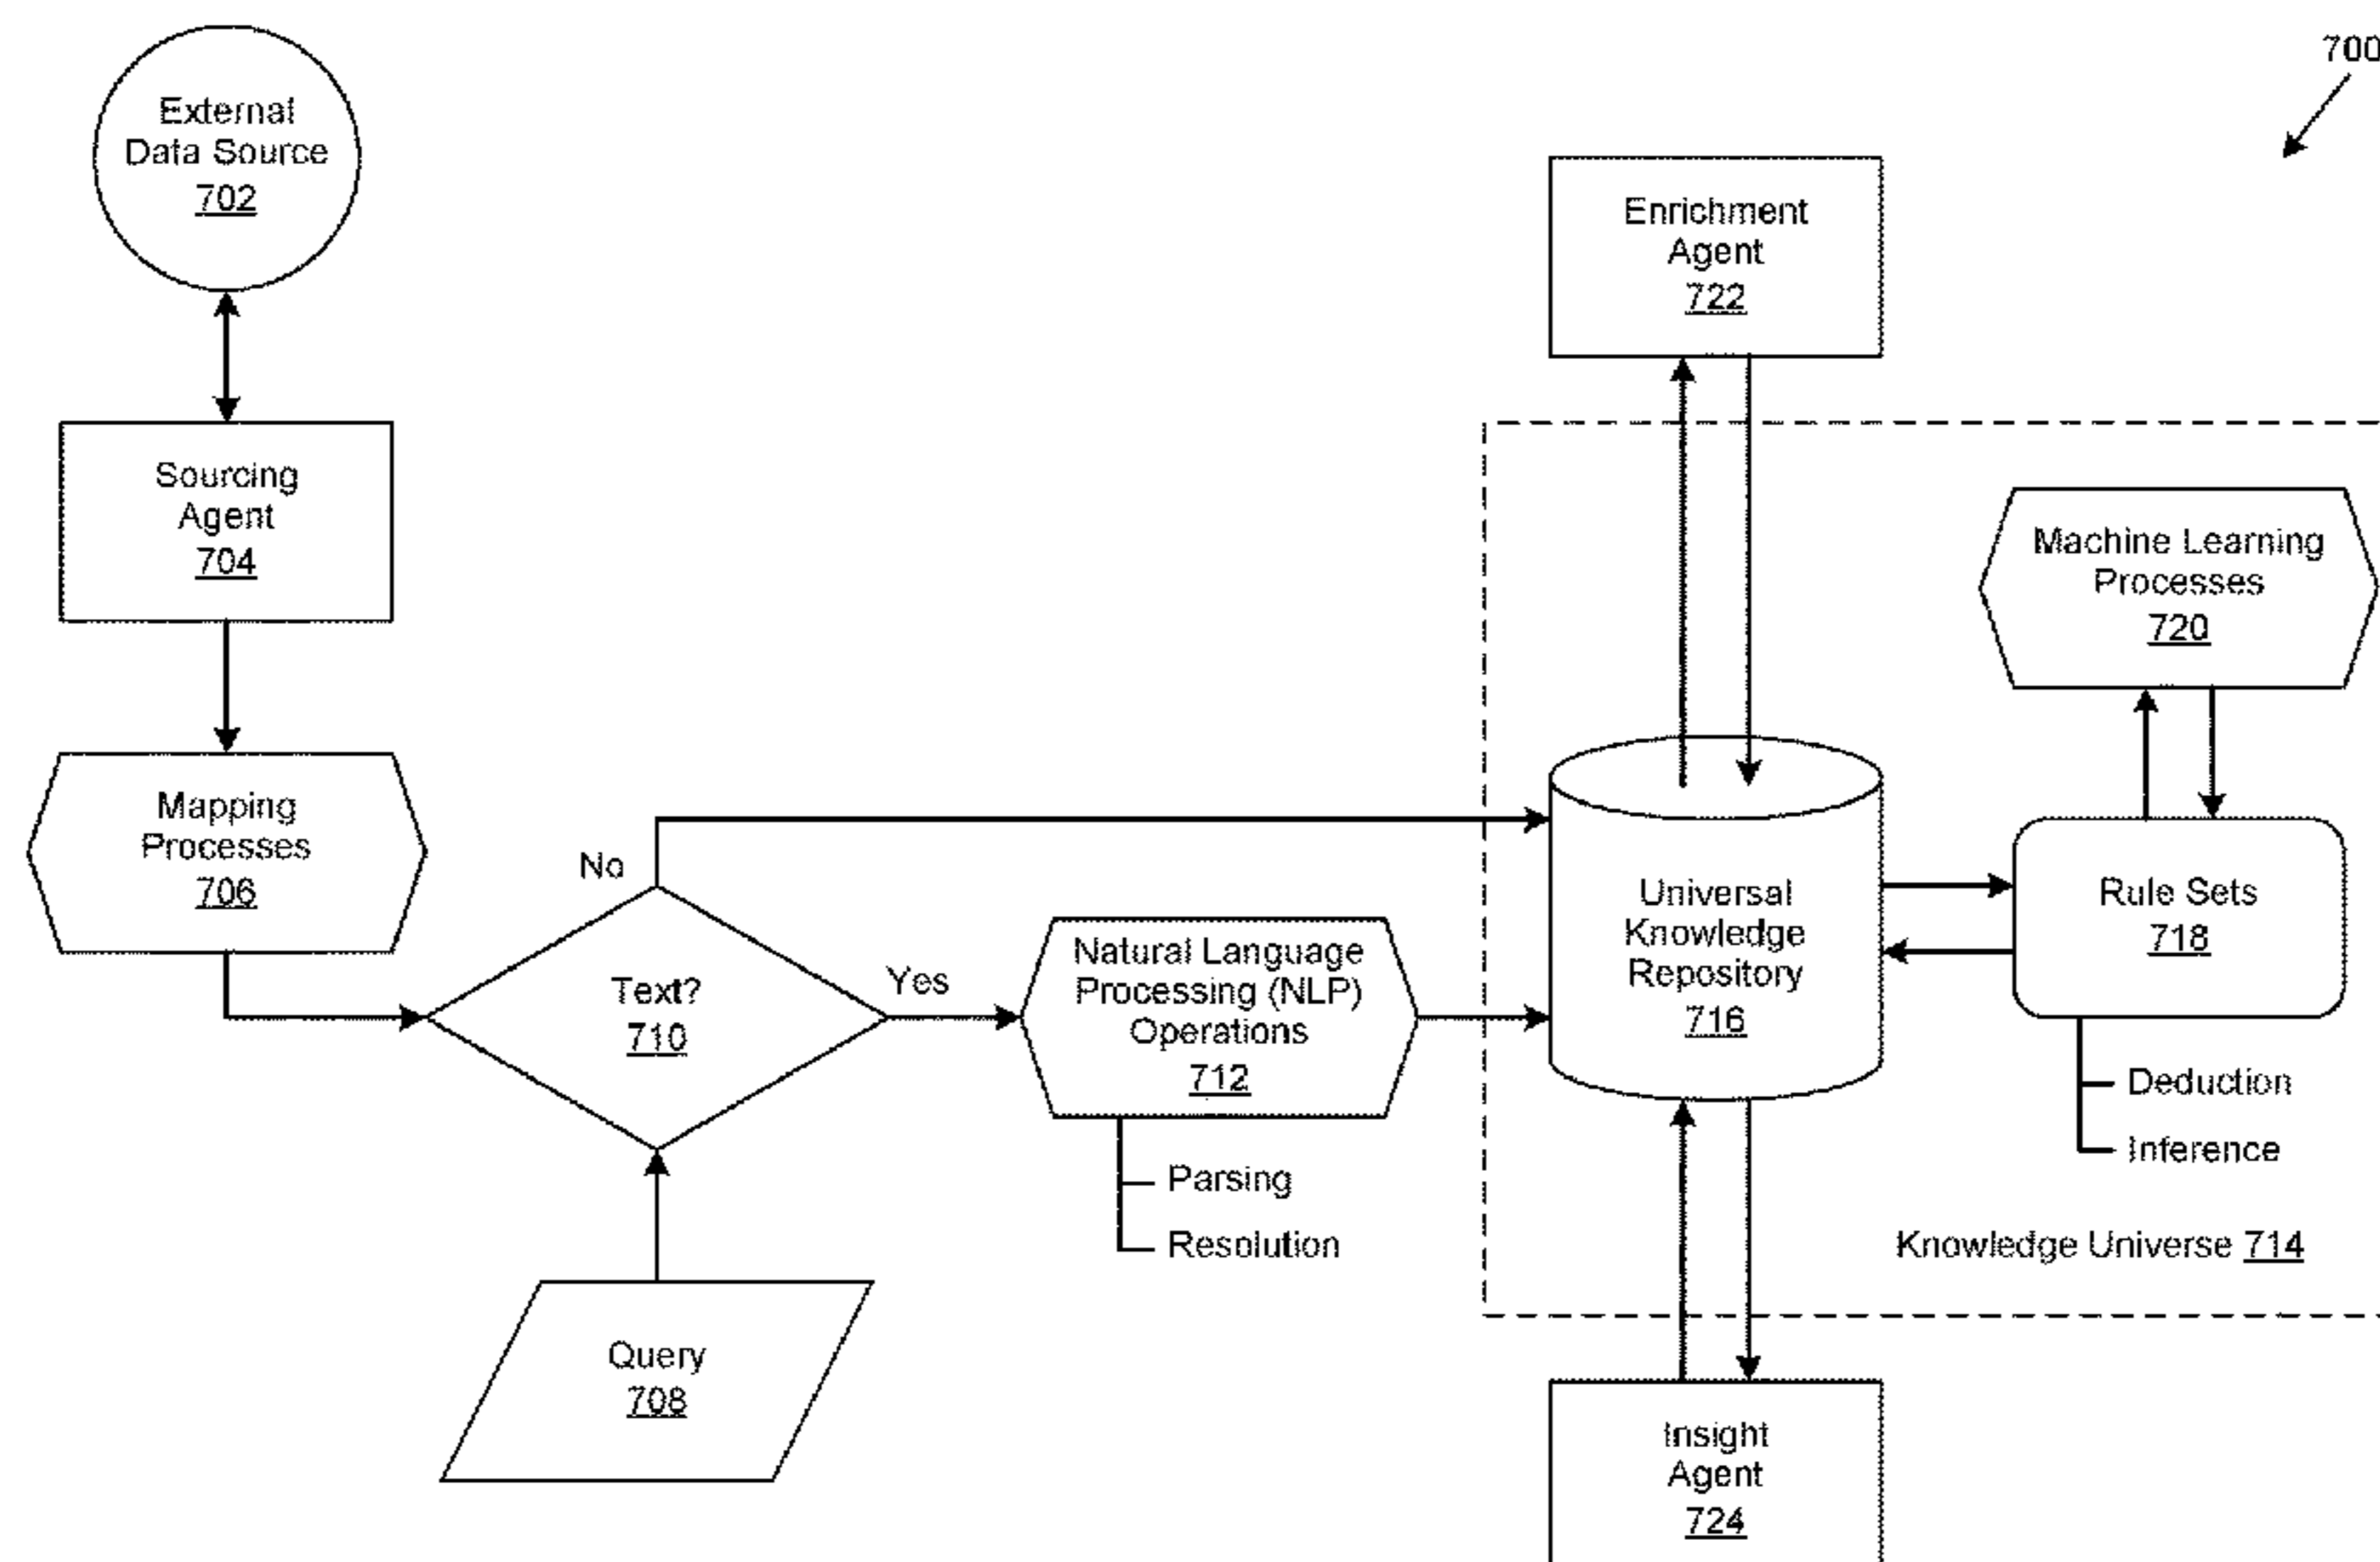 700
External
Data Source
702
Enrichment
Agent
722
Sourcing
Agent
704
Machine Learning
Processes
720
Mapping
Processes
706
No
Text?
710
Yes
Natural Language
Processing (NLP)
Operations
712
Parsing
Resolution
Universal
Knowledge
Repository
716
Rule Sets
718
Deduction
Inference
Knowledge Universe 714
Query
708
Insight
Agent
724